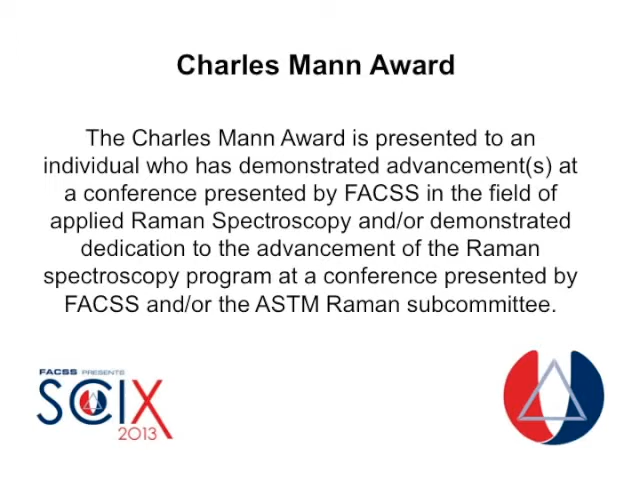 Charles Mann Award
The Charles Mann Award is presented to an
individual who has demonstrated advancement(s) at
a conference presented by FACSS in the field of
applied Raman Spectroscopy and/or demonstrated
dedication to the advancement of the Raman
spectroscopy program at a conference presented by
FACSS and/or the ASTM Raman subcommittee.
FACSS PRESENTS
SCIX
2013